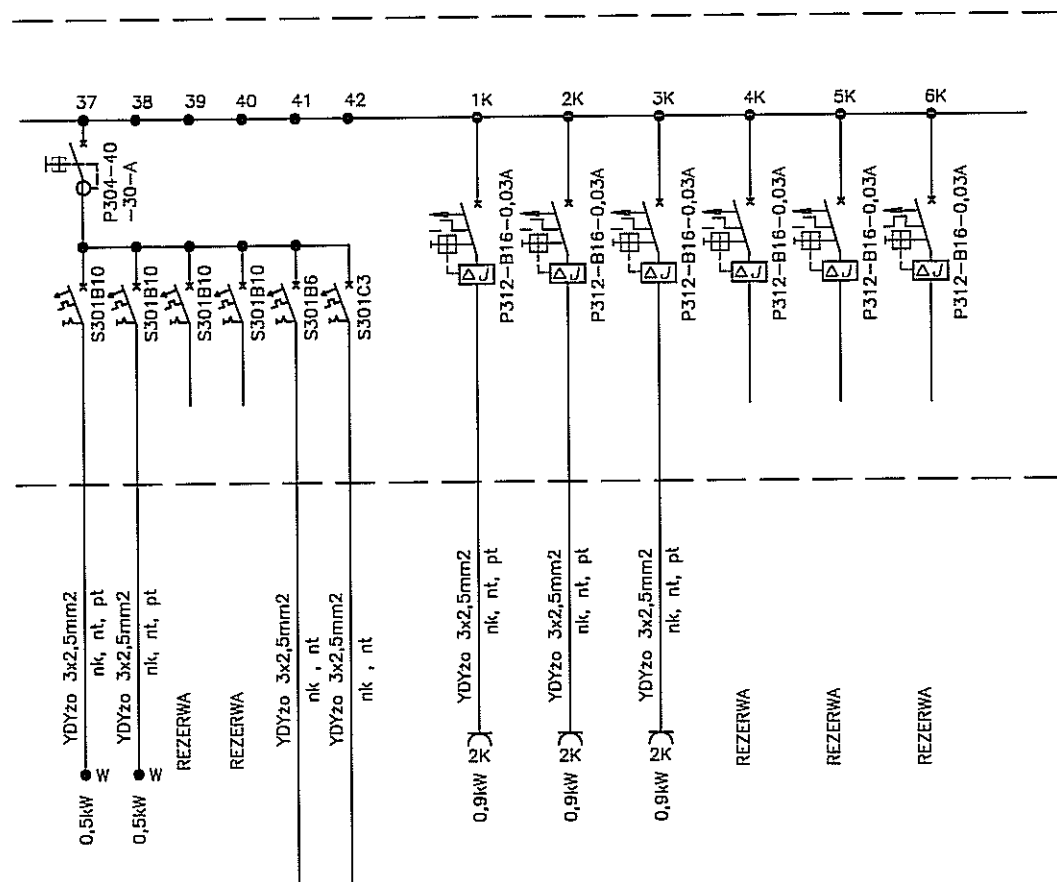 37
38
39
40
41
42
1K
2K
3K
4K
5K
6K
P304-40
-30-A
S301B10
S301B10
S301B10
S301B10
S301B6
S301C3
P312-B16-0,03A
P312-B16-0,03A
P312-B16-0,03A
P312-B16-0,03A
P312-B16-0,03A
P312-B16-0,03A
ΔJ
ΔJ
ΔJ
ΔJ
ΔJ
ΔJ
YDYżo 3x2,5mm2
nk, nt, pt
YDYżo 3x2,5mm2
nk, nt, pt
REZERWA
REZERWA
YDYżo 3x2,5mm2
nk , nt
YDYżo 3x2,5mm2
nk , nt
YDYżo 3x2,5mm2
nk, nt, pt
YDYżo 3x2,5mm2
nk, nt, pt
YDYżo 3x2,5mm2
nk, nt, pt
REZERWA
REZERWA
REZERWA
W
W
0,5kW
0,5kW
2K
2K
2K
0,9kW
0,9kW
0,9kW